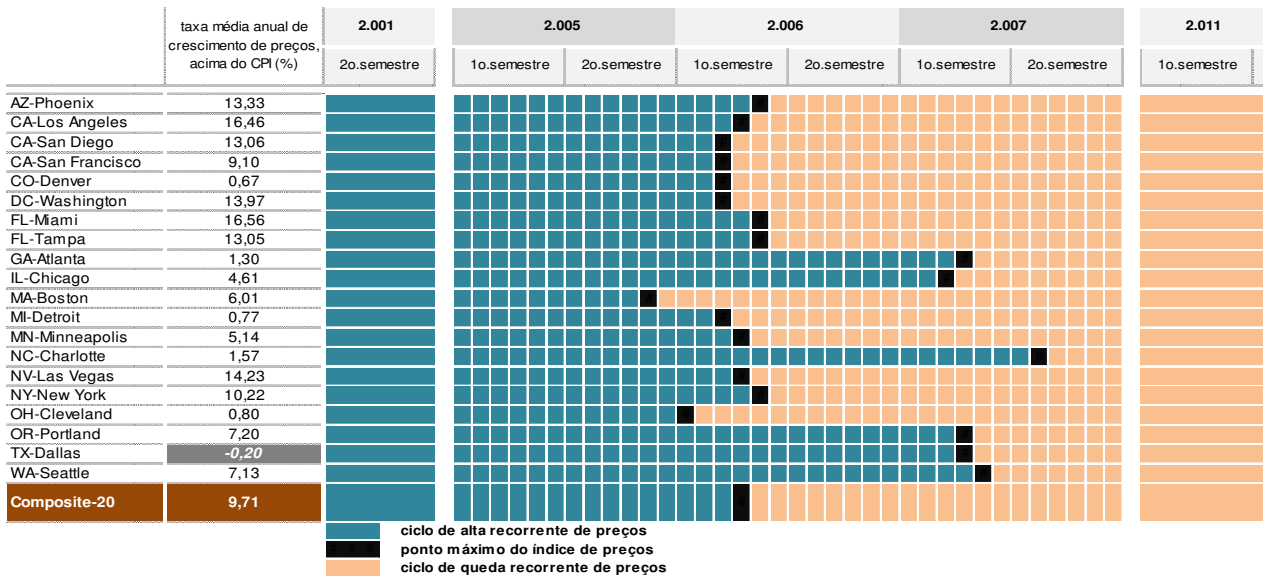 taxa média anual de crescimento de preços, acima do CPI (%)
2.001 2.005 2.006 2.007 2.011
2o.semestre 1o.semestre 2o.semestre 1o.semestre 2o.semestre 1o.semestre 2o.semestre 1o.semestre
AZ-Phoenix 13,33
CA-Los Angeles 16,46
CA-San Diego 13,06
CA-San Francisco 9,10
CO-Denver 0,67
DC-Washington 13,97
FL-Miami 16,56
FL-Tampa 13,05
GA-Atlanta 1,30
IL-Chicago 4,61
MA-Boston 6,01
MI-Detroit 0,77
MN-Minneapolis 5,14
NC-Charlotte 1,57
NV-Las Vegas 14,23
NY-New York 10,22
OH-Cleveland 0,80
OR-Portland 7,20
TX-Dallas -0,20
WA-Seattle 7,13
Composite-20 9,71
ciclo de alta recorrente de preços
ponto máximo do índice de preços
ciclo de queda recorrente de preços